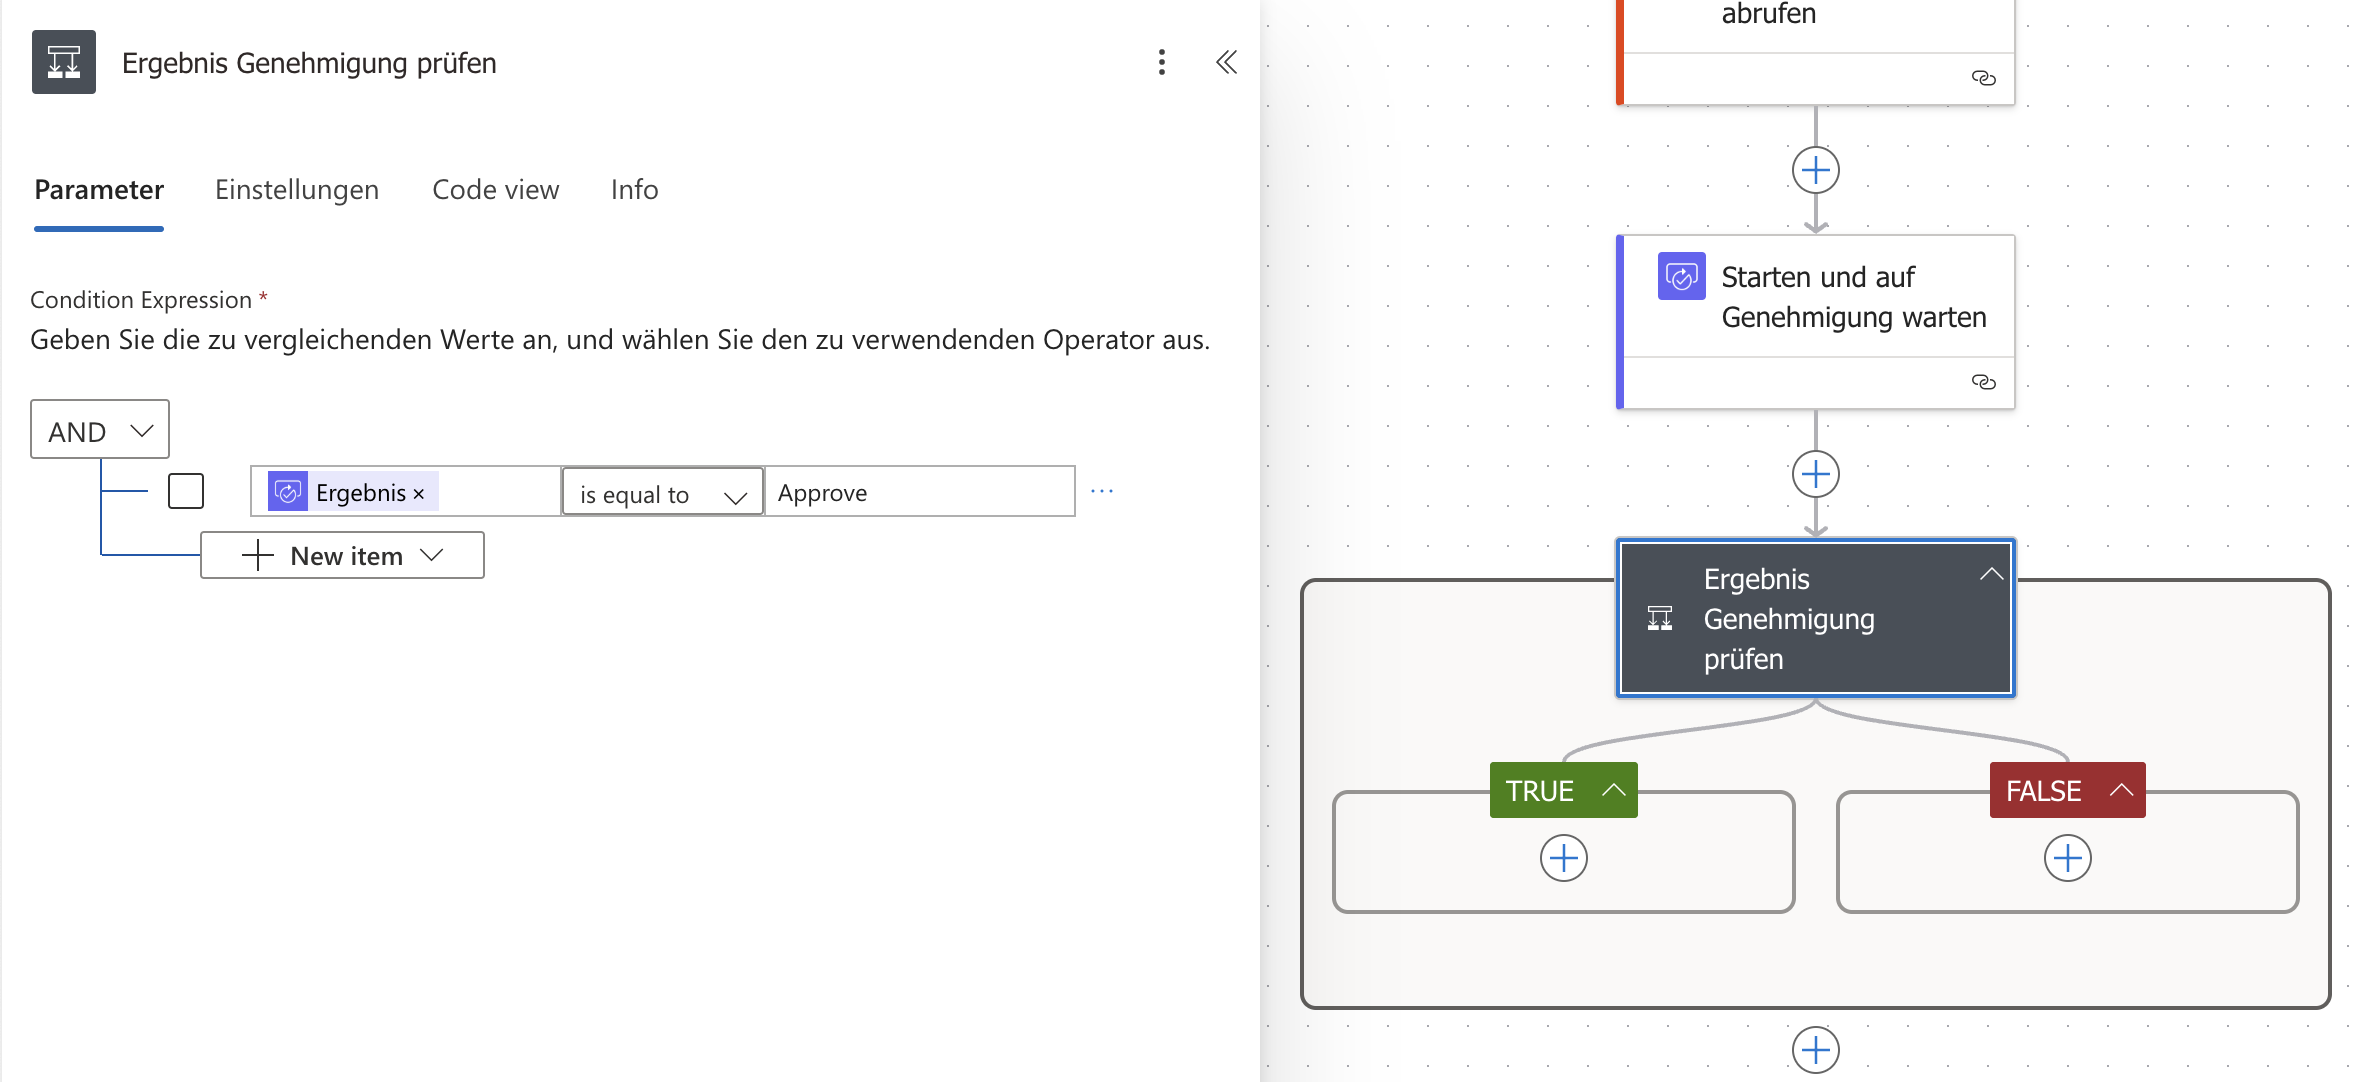 Ergebnis Genehmigung prüfen
Parameter
Einstellungen
Code view
Info
Condition Expression *
Geben Sie die zu vergleichenden Werte an, und wählen Sie den zu verwendenden Operator aus.
AND
Ergebnis ×
is equal to
Approve
...
New item
abrufen
Starten und auf
Genehmigung warten
Ergebnis
Genehmigung
prüfen
TRUE
FALSE